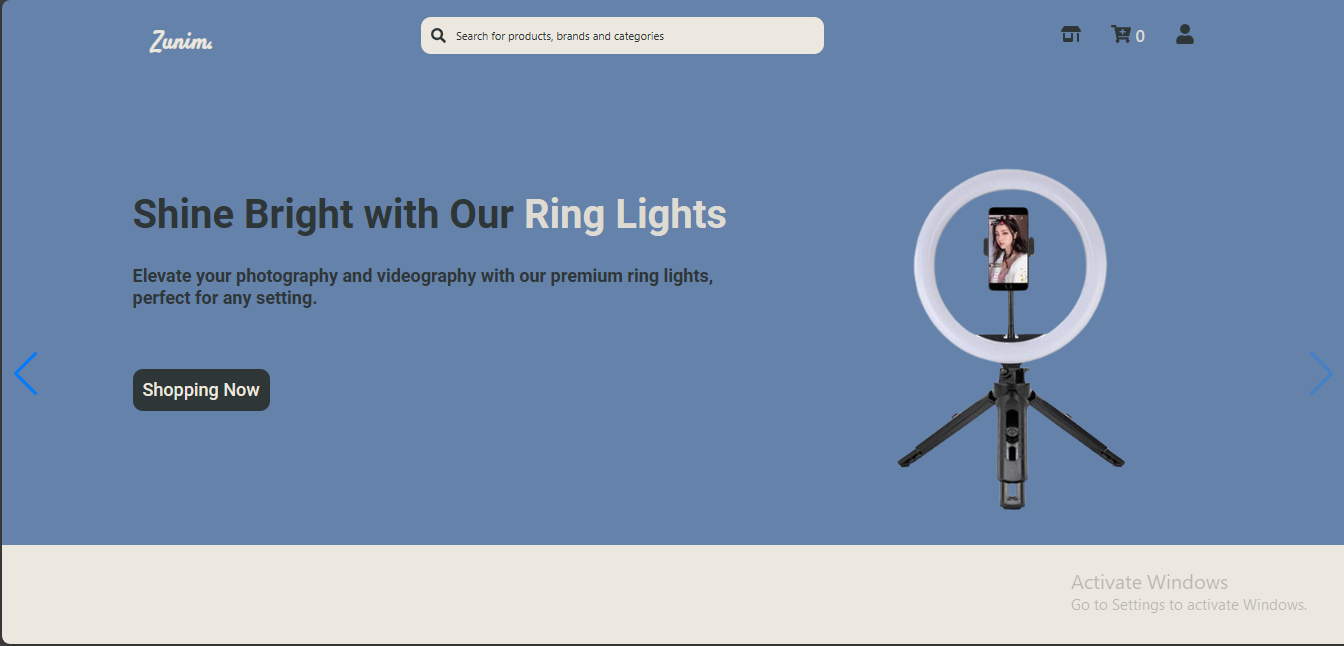 Zunim.
Search for products, brands and categories
0
Shine Bright with Our Ring Lights
Elevate your photography and videography with our premium ring lights,
perfect for any setting.
Shopping Now
Activate Windows
Go to Settings to activate Windows.